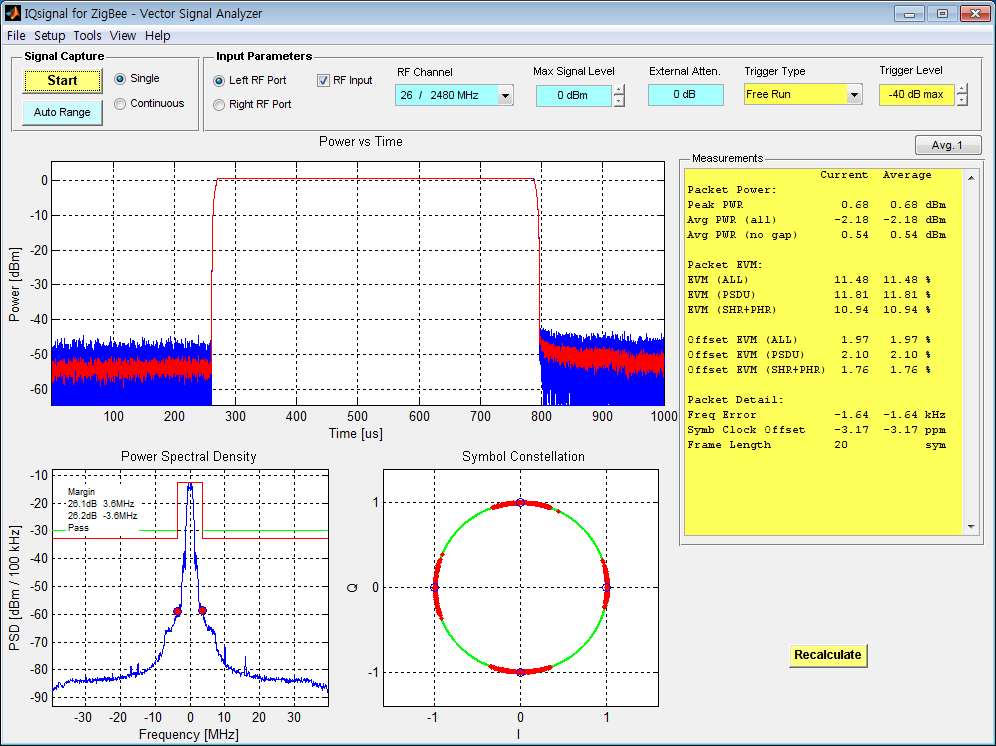 IQsignal for ZigBee - Vector Signal Analyzer
File Setup Tools View Help
Signal Capture
Start
Single
Auto Range
Continuous
Input Parameters
Left RF Port
RF Input
Right RF Port
RF Channel
26 / 2480 MHz
Max Signal Level
0 dBm
External Atten.
0 dB
Trigger Type
Free Run
Trigger Level
-40 dB max
Avg. 1
Power vs Time
Power [dBm]
0
-10
-20
-30
-40
-50
-60
100 200 300 400 500 600 700 800 900 1000
Time [us]
Measurements
Current Average
Packet Power:
Peak PWR 0.68 0.68 dBm
Avg PWR (all) -2.18 -2.18 dBm
Avg PWR (no gap) 0.54 0.54 dBm
Packet EVM:
EVM (ALL) 11.48 11.48 %
EVM (PSDU) 11.81 11.81 %
EVM (SHR+PHR) 10.94 10.94 %
Offset EVM (ALL) 1.97 1.97 %
Offset EVM (PSDU) 2.10 2.10 %
Offset EVM (SHR+PHR) 1.76 1.76 %
Packet Detail:
Freq Error -1.64 -1.64 kHz
Symb Clock Offset -3.17 -3.17 ppm
Frame Length 20 sym
Power Spectral Density
PSD [dBm / 100 kHz]
-10
-20
-30
-40
-50
-60
-70
-80
-90
Margin
26.1dB 3.6MHz
26.2dB -3.6MHz
Pass
-30 -20 -10 0 10 20 30
Frequency [MHz]
Symbol Constellation
Q
1
0
-1
-1 0 1
I
Recalculate